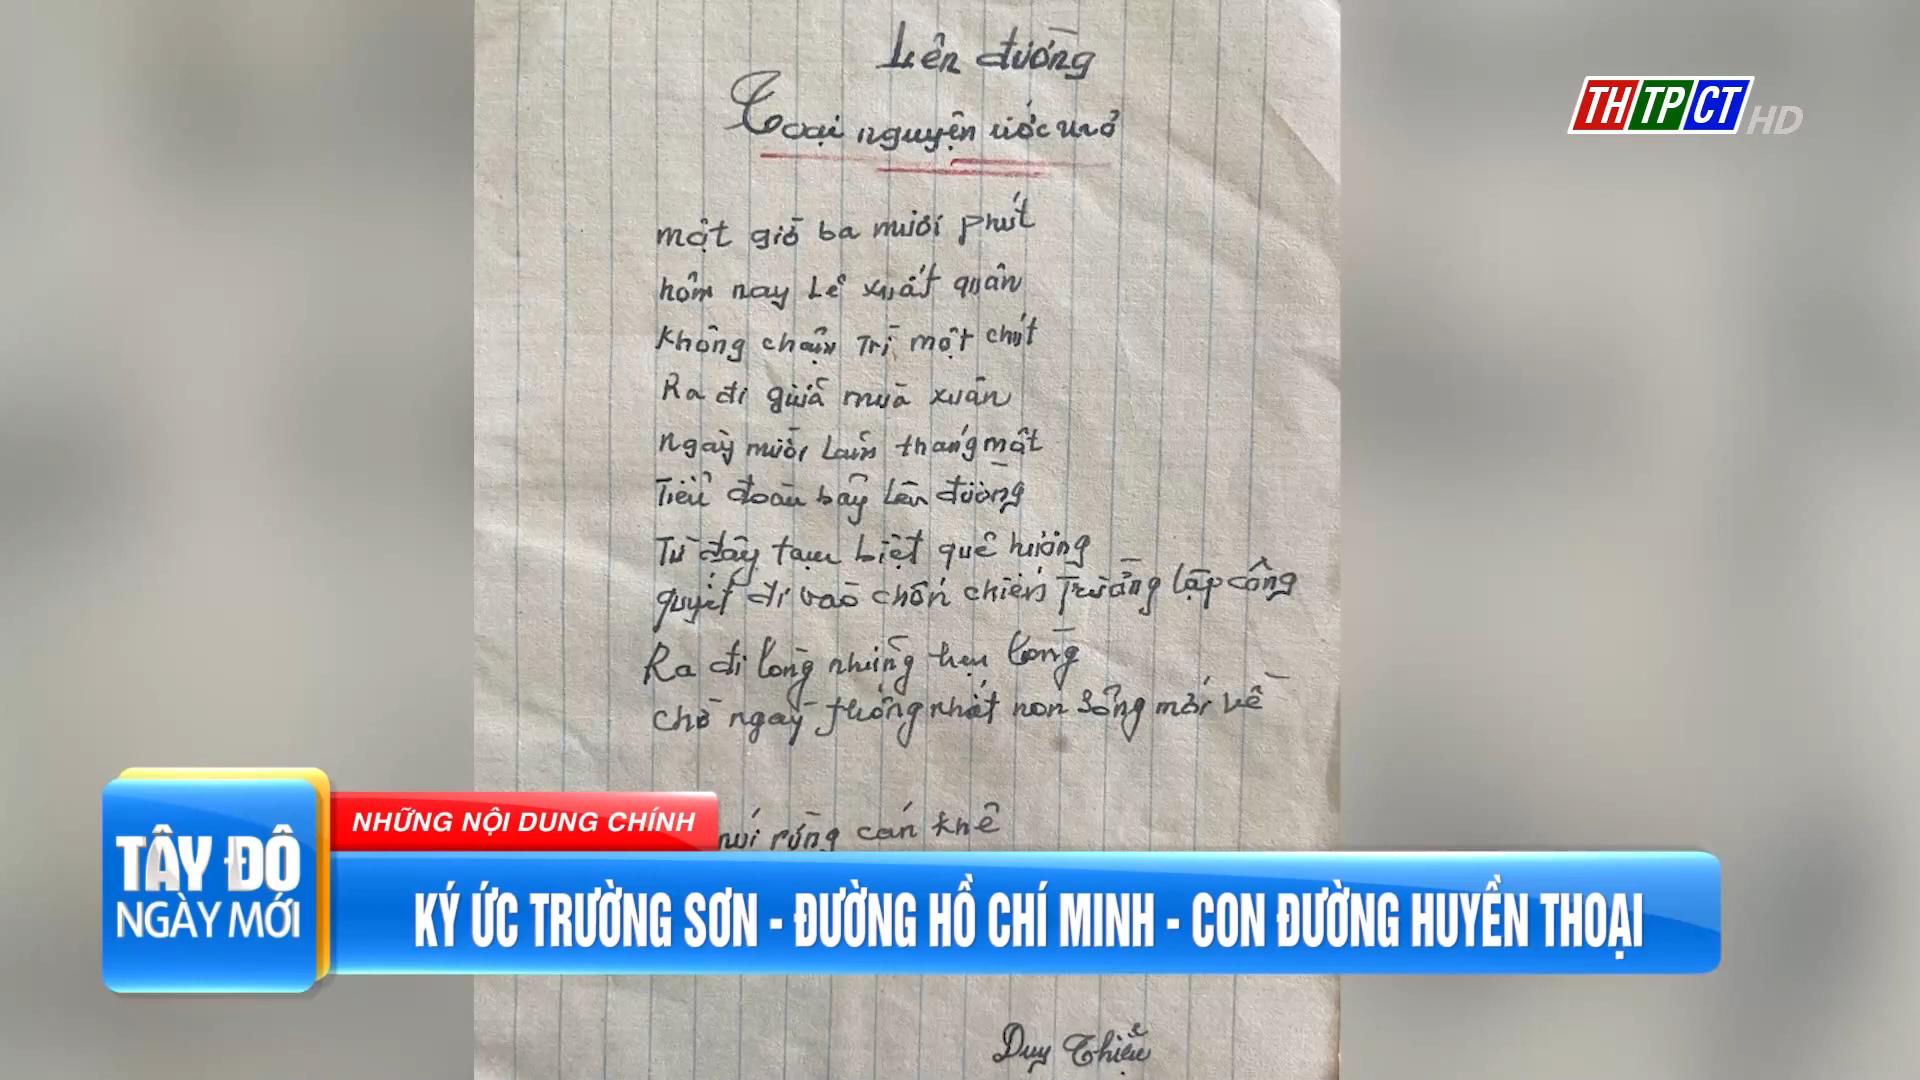 Lên đường
Toại nguyện ước mơ
một giờ ba mươi phút
hôm nay Lễ xuất quân
Không chậm Trễ một chút
Ra đi giữa mùa xuân
ngày mười Lăm tháng một
Tiểu đoàn bảy Lên đường
Từ đây tạm biệt quê hương
quyết đi vào chốn chiến Trường lập công
Ra đi lòng những hẹn lòng
chờ ngày thống nhất non sông mới về
núi rừng
Duy Thiếu
THTPCT HD
NHỮNG NỘI DUNG CHÍNH
TÂY ĐÔ
NGÀY MỚI
KÝ ỨC TRƯỜNG SƠN - ĐƯỜNG HỒ CHÍ MINH - CON ĐƯỜNG HUYỀN THOẠI